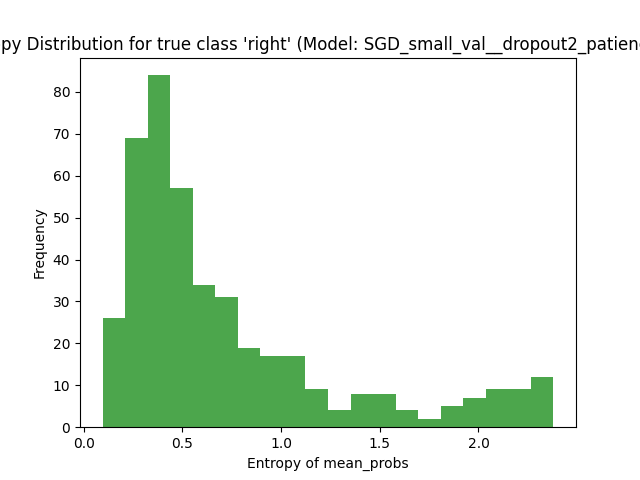 py Distribution for true class 'right' (Model: SGD_small_val__dropout2_patien
Frequency
80
70
60
50
40
30
20
10
0
0.0 0.5 1.0 1.5 2.0
Entropy of mean_probs